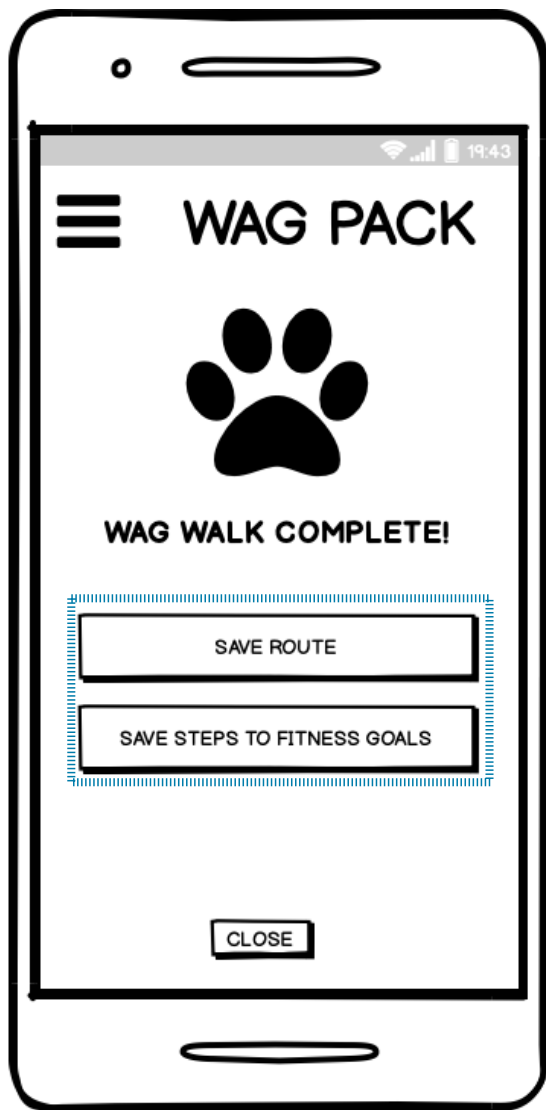 19:43
WAG PACK
WAG WALK COMPLETE!
SAVE ROUTE
SAVE STEPS TO FITNESS GOALS
CLOSE